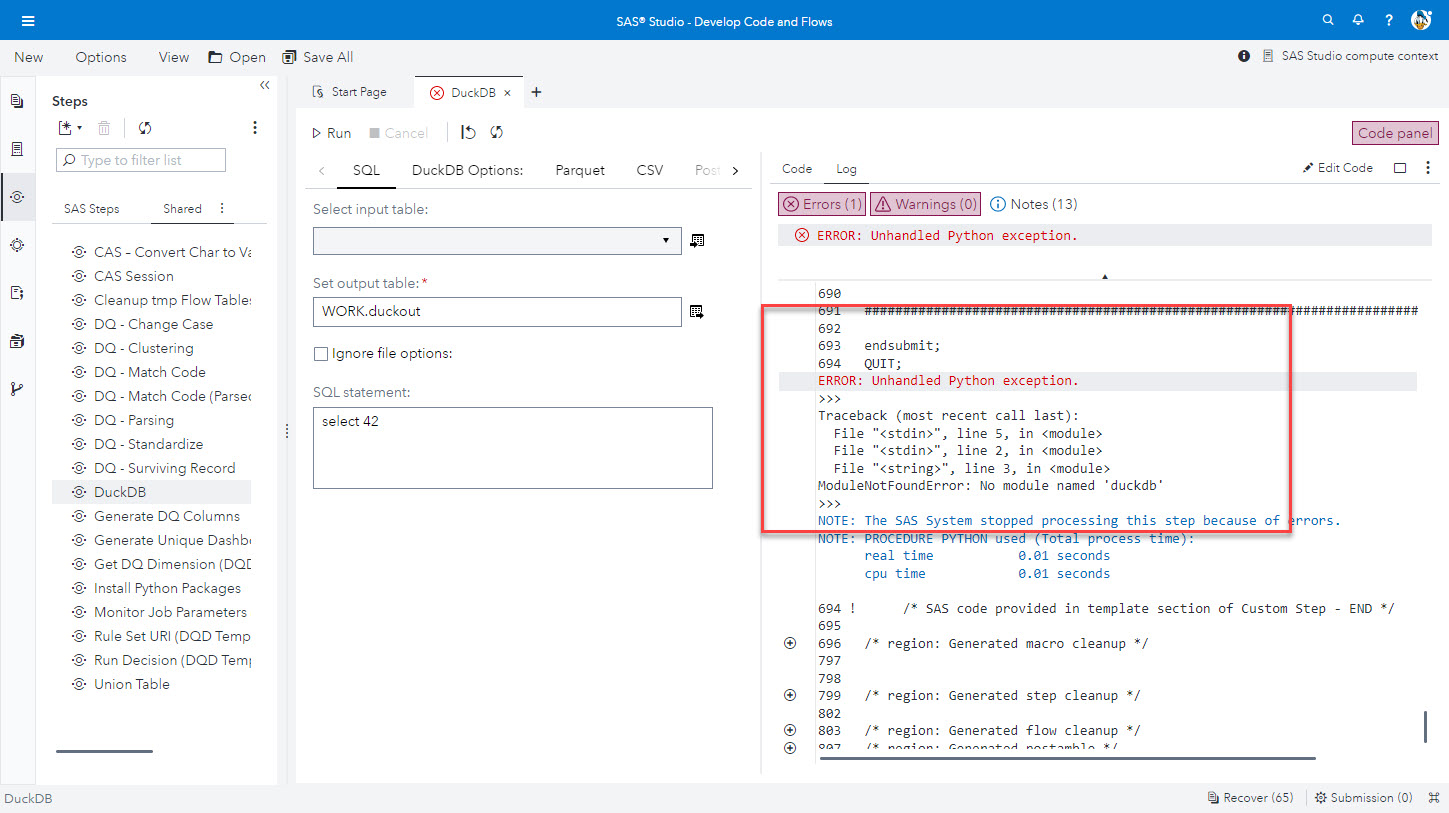 SAS® Studio - Develop Code and Flows
New Options View Open Save All
SAS Studio compute context
Steps
Type to filter list
SAS Steps Shared
CAS - Convert Char to Va
CAS Session
Cleanup tmp Flow Tables
DQ - Change Case
DQ - Clustering
DQ - Match Code
DQ - Match Code (Parsed
DQ - Parsing
DQ - Standardize
DQ - Surviving Record
DuckDB
Generate DQ Columns
Generate Unique Dashb
Get DQ Dimension (DQD
Install Python Packages
Monitor Job Parameters
Rule Set URI (DQD Temp
Run Decision (DQD Temp
Union Table
Start Page DuckDB
Run Cancel
Code panel
SQL DuckDB Options: Parquet CSV Post
Select input table:
Set output table: *
WORK.duckout
Ignore file options:
SQL statement:
select 42
Code Log
Edit Code
Errors (1) Warnings (0) Notes (13)
ERROR: Unhandled Python exception.
690
691 ########################################################################
692
693 endsubmit;
694 QUIT;
ERROR: Unhandled Python exception.
>>>
Traceback (most recent call last):
File "<stdin>", line 5, in <module>
File "<stdin>", line 2, in <module>
File "<string>", line 3, in <module>
ModuleNotFoundError: No module named 'duckdb'
>>>
NOTE: The SAS System stopped processing this step because of errors.
NOTE: PROCEDURE PYTHON used (Total process time):
real time 0.01 seconds
cpu time 0.01 seconds
694 ! /* SAS code provided in template section of Custom Step - END */
695
696 /* region: Generated macro cleanup */
797
798
799 /* region: Generated step cleanup */
802
803 /* region: Generated flow cleanup */
807 /* region: Generated postamble */
DuckDB
Recover (65) Submission (0)